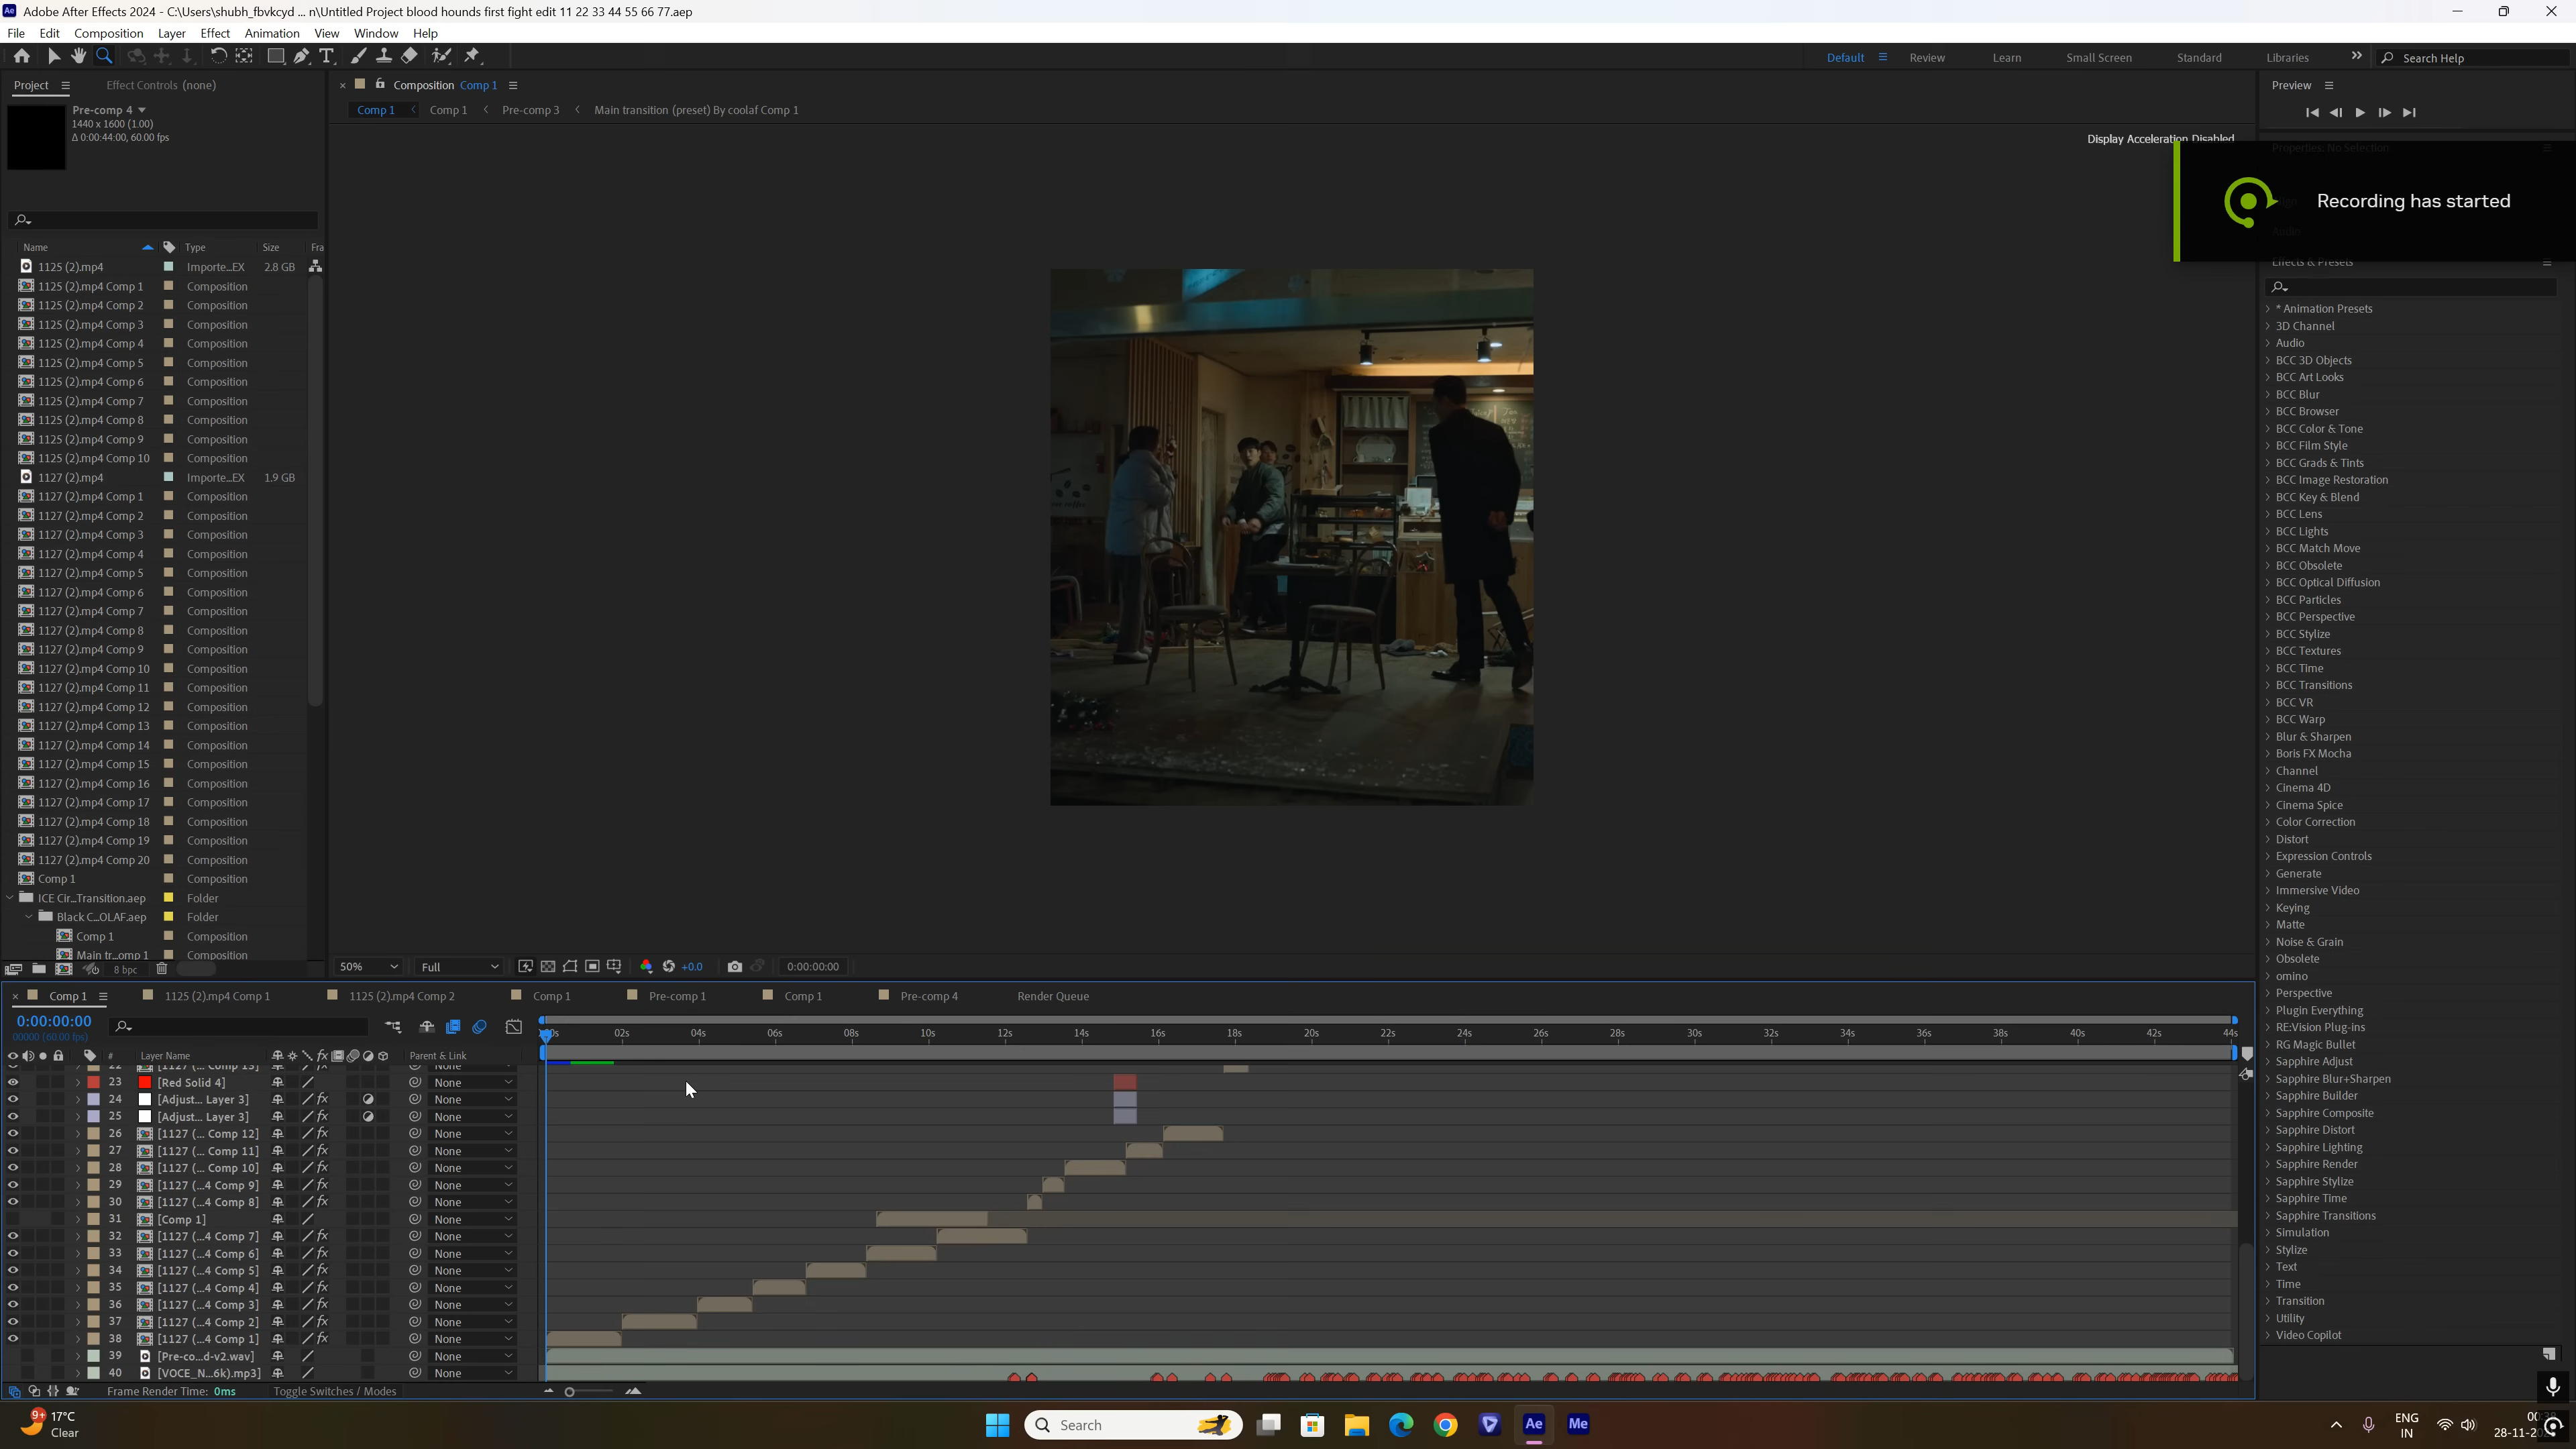 Adobe After Effects 2024 - C:\Users\shubh_fbvkcyd ... n\Untitled Project blood hounds first fight edit 11 22 33 44 55 66 77.aep
File Edit Composition Layer Effect Animation View Window Help
Default Review Learn Small Screen Standard Libraries Search Help
Project Effect Controls (none)
Pre-comp 4
1440 x 1600 (1.00)
Δ 0:00:44:00, 60.00 fps
Name Type Size Fra
1125 (2).mp4 Importe...EX 2.8 GB
1125 (2).mp4 Comp 1 Composition
1125 (2).mp4 Comp 2 Composition
1125 (2).mp4 Comp 3 Composition
1125 (2).mp4 Comp 4 Composition
1125 (2).mp4 Comp 5 Composition
1125 (2).mp4 Comp 6 Composition
1125 (2).mp4 Comp 7 Composition
1125 (2).mp4 Comp 8 Composition
1125 (2).mp4 Comp 9 Composition
1125 (2).mp4 Comp 10 Composition
1127 (2).mp4 Importe...EX 1.9 GB
1127 (2).mp4 Comp 1 Composition
1127 (2).mp4 Comp 2 Composition
1127 (2).mp4 Comp 3 Composition
1127 (2).mp4 Comp 4 Composition
1127 (2).mp4 Comp 5 Composition
1127 (2).mp4 Comp 6 Composition
1127 (2).mp4 Comp 7 Composition
1127 (2).mp4 Comp 8 Composition
1127 (2).mp4 Comp 9 Composition
1127 (2).mp4 Comp 10 Composition
1127 (2).mp4 Comp 11 Composition
1127 (2).mp4 Comp 12 Composition
1127 (2).mp4 Comp 13 Composition
1127 (2).mp4 Comp 14 Composition
1127 (2).mp4 Comp 15 Composition
1127 (2).mp4 Comp 16 Composition
1127 (2).mp4 Comp 17 Composition
1127 (2).mp4 Comp 18 Composition
1127 (2).mp4 Comp 19 Composition
1127 (2).mp4 Comp 20 Composition
Comp 1 Composition
ICE Cir...Transition.aep Folder
Black C...OLAF.aep Folder
Comp 1 Composition
Main tr...omp 1 Composition
8 bpc
Composition Comp 1
Comp 1 Comp 1 Pre-comp 3 Main transition (preset) By coolaf Comp 1
Display Acceleration Disabled
50% Full +0.0 0:00:00:00
Preview
Properties: No Selection
Recording has started
Audio
Effects & Presets
* Animation Presets
3D Channel
Audio
BCC 3D Objects
BCC Art Looks
BCC Blur
BCC Browser
BCC Color & Tone
BCC Film Style
BCC Grads & Tints
BCC Image Restoration
BCC Key & Blend
BCC Lens
BCC Lights
BCC Match Move
BCC Obsolete
BCC Optical Diffusion
BCC Particles
BCC Perspective
BCC Stylize
BCC Textures
BCC Time
BCC Transitions
BCC VR
BCC Warp
Blur & Sharpen
Boris FX Mocha
Channel
Cinema 4D
Cinema Spice
Color Correction
Distort
Expression Controls
Generate
Immersive Video
Keying
Matte
Noise & Grain
Obsolete
omino
Perspective
Plugin Everything
RE:Vision Plug-ins
RG Magic Bullet
Sapphire Adjust
Sapphire Blur+Sharpen
Sapphire Builder
Sapphire Composite
Sapphire Distort
Sapphire Lighting
Sapphire Render
Sapphire Stylize
Sapphire Time
Sapphire Transitions
Simulation
Stylize
Text
Time
Transition
Utility
Video Copilot
Comp 1 1125 (2).mp4 Comp 1 1125 (2).mp4 Comp 2 Comp 1 Pre-comp 1 Comp 1 Pre-comp 4 Render Queue
0:00:00:00
00000 (60.00 fps)
02s 04s 06s 08s 10s 12s 14s 16s 18s 20s 22s 24s 26s 28s 30s 32s 34s 36s 38s 40s 42s 44s
# Layer Name Parent & Link
22 [1127 (... Comp 13] None
23 [Red Solid 4] None
24 [Adjust... Layer 3] None
25 [Adjust... Layer 3] None
26 [1127 (... Comp 12] None
27 [1127 (... Comp 11] None
28 [1127 (... Comp 10] None
29 [1127 (...4 Comp 9] None
30 [1127 (...4 Comp 8] None
31 [Comp 1] None
32 [1127 (...4 Comp 7] None
33 [1127 (...4 Comp 6] None
34 [1127 (...4 Comp 5] None
35 [1127 (...4 Comp 4] None
36 [1127 (...4 Comp 3] None
37 [1127 (...4 Comp 2] None
38 [1127 (...4 Comp 1] None
39 [Pre-co...d-v2.wav] None
40 [VOCE_N...6k).mp3] None
Frame Render Time: 0ms Toggle Switches / Modes
9+ 17°C
Clear
Search
Ae Me
ENG
IN
28-11-20